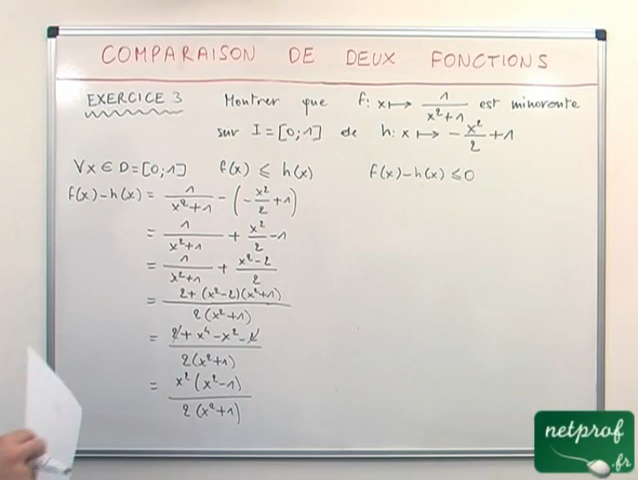 COMPARAISON DE DEUX FONCTIONS
EXERCICE 3 Montrer que f: x ↦ 1/(x²+1) est minorante
sur I = [0;1] de h: x ↦ -x²/2 + 1
∀x ∈ D = [0;1] f(x) ⩽ h(x) f(x) - h(x) ⩽ 0
f(x) - h(x) = 1/(x²+1) - (-x²/2 + 1)
= 1/(x²+1) + x²/2 - 1
= 1/(x²+1) + (x²-2)/2
= (2 + (x²-2)(x²+1))/(2(x²+1))
= (2 + x⁴ - x² - 2)/(2(x²+1))
= x²(x²-1)/(2(x²+1))
netprof
.fr